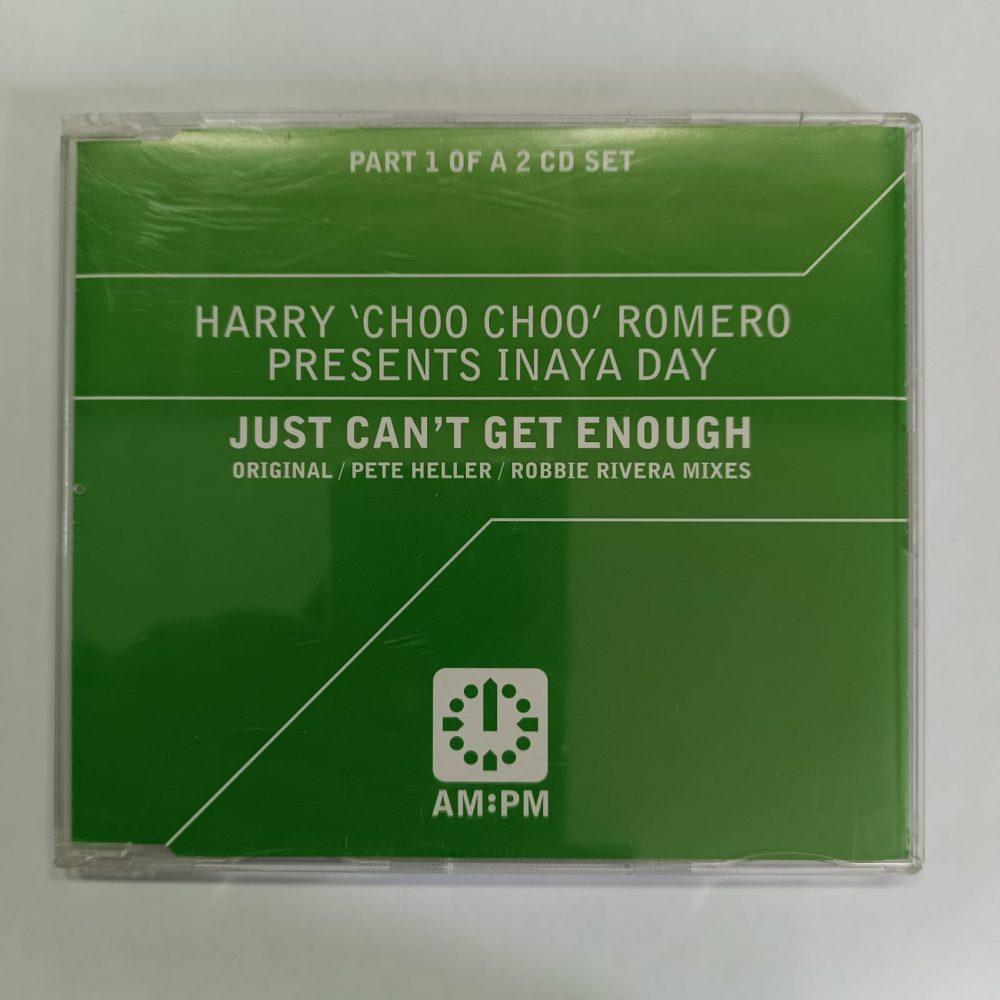 PART 1 OF A 2 CD SET
HARRY ‘CHOO CHOO’ ROMERO
PRESENTS INAYA DAY
JUST CAN’T GET ENOUGH
ORIGINAL / PETE HELLER / ROBBIE RIVERA MIXES
AM:PM